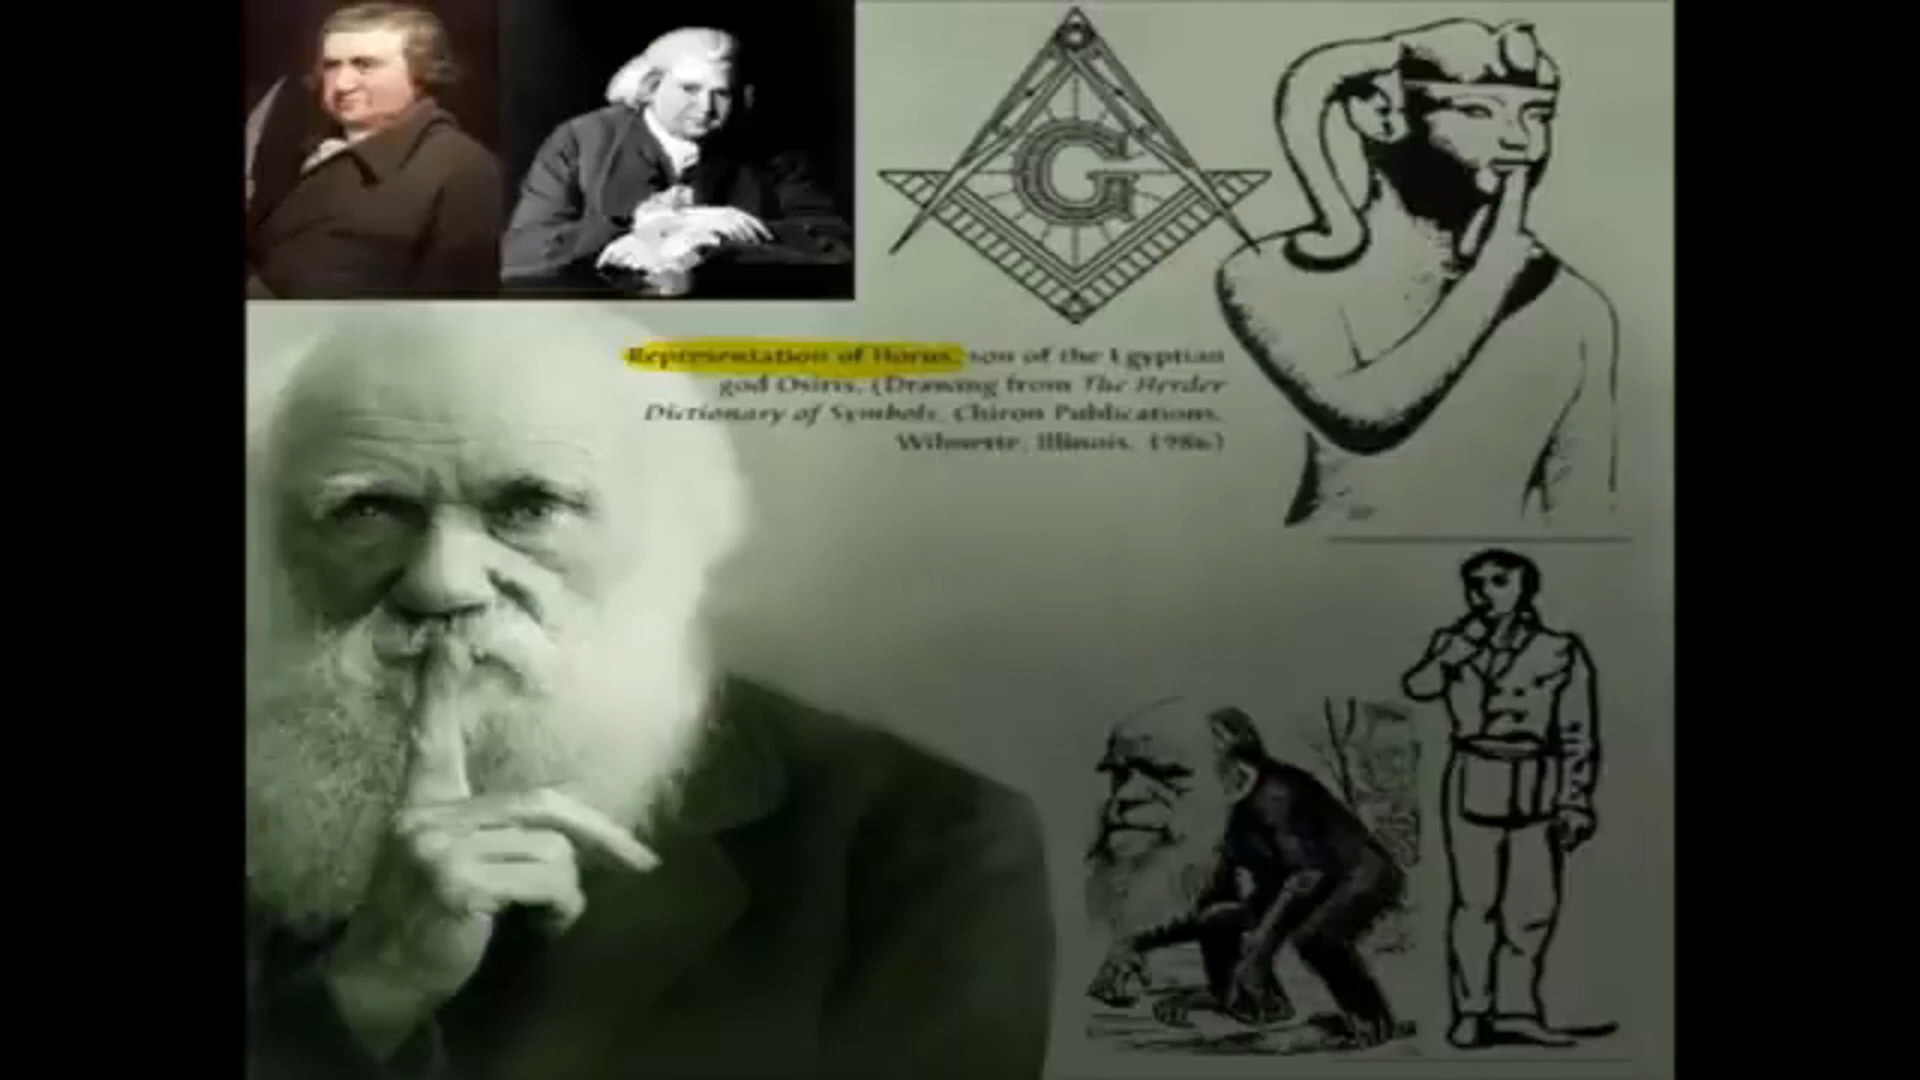 G
Representation of Horus, son of the Egyptian
god Osiris. (Drawing from The Herder
Dictionary of Symbols, Chiron Publications,
Wilmette, Illinois, 1986)